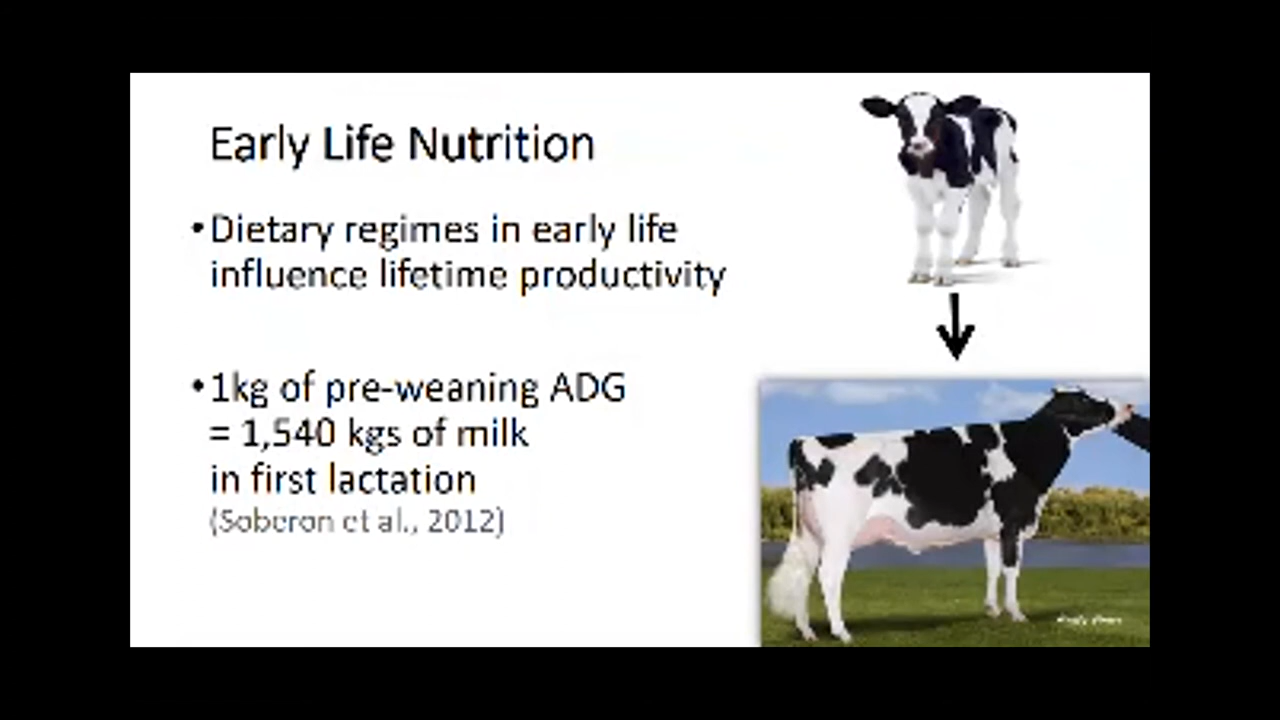 Early Life Nutrition
•Dietary regimes in early life
influence lifetime productivity
•1kg of pre-weaning ADG
= 1,540 kgs of milk
in first lactation
(Soberon et al., 2012)